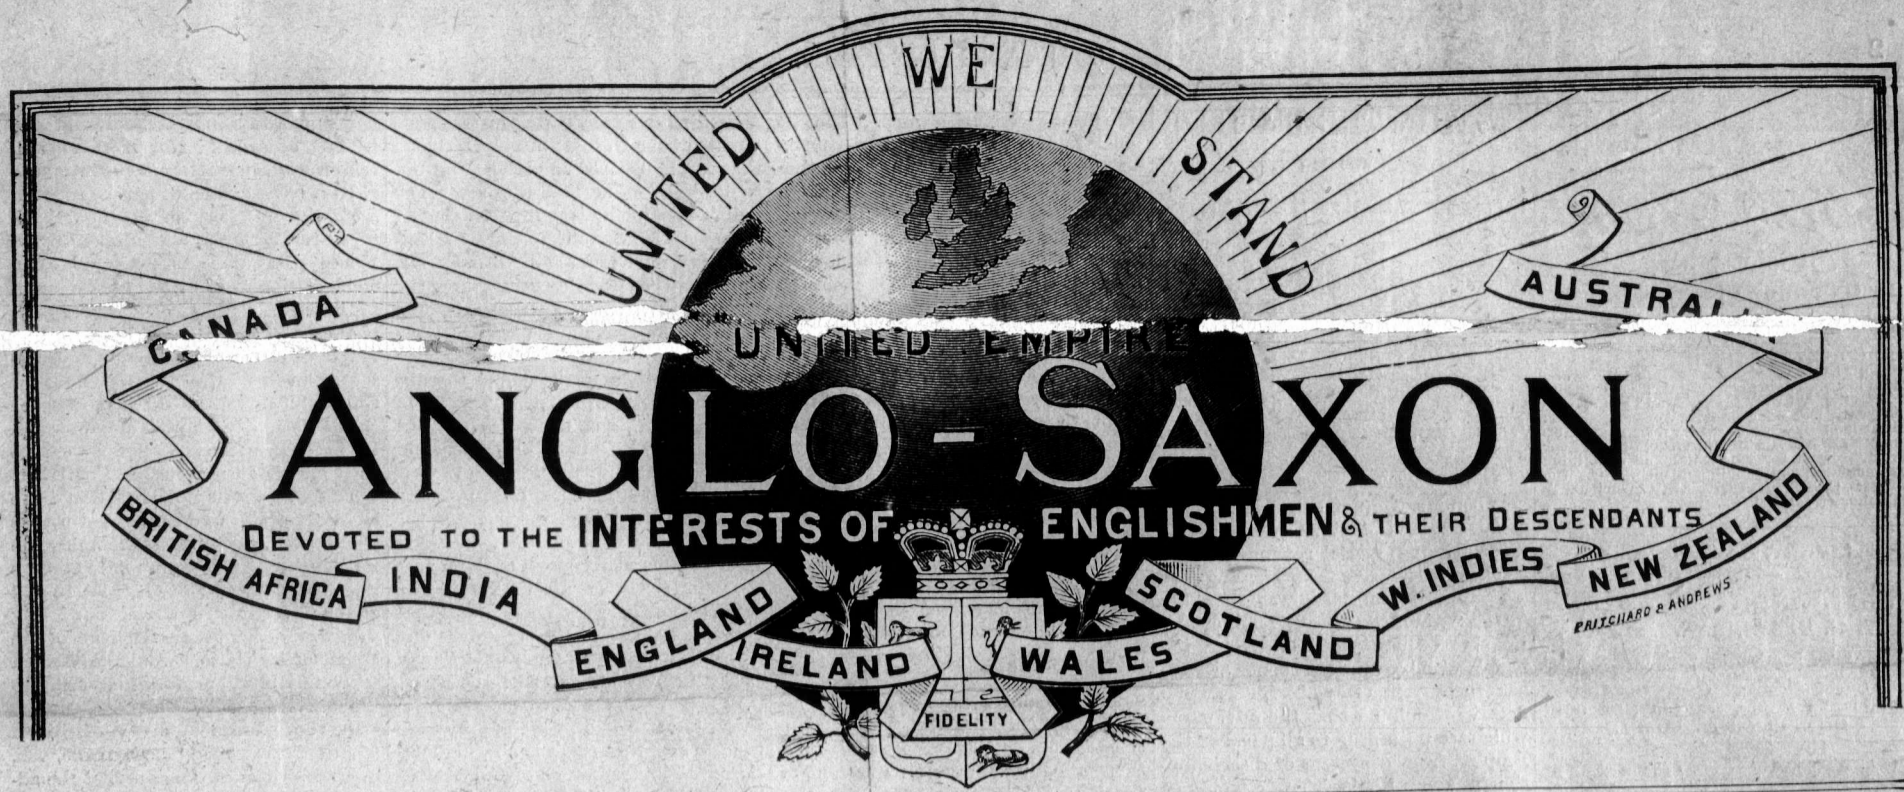 UNITED WE STAND
CANADA
AUSTRALIA
"UNITED EMPIRE"
ANGLO-SAXON
DEVOTED TO THE INTERESTS OF ENGLISHMEN & THEIR DESCENDANTS
BRITISH AFRICA
INDIA
ENGLAND
IRELAND
WALES
SCOTLAND
W. INDIES
NEW ZEALAND
PRITCHARD & ANDREWS
FIDELITY